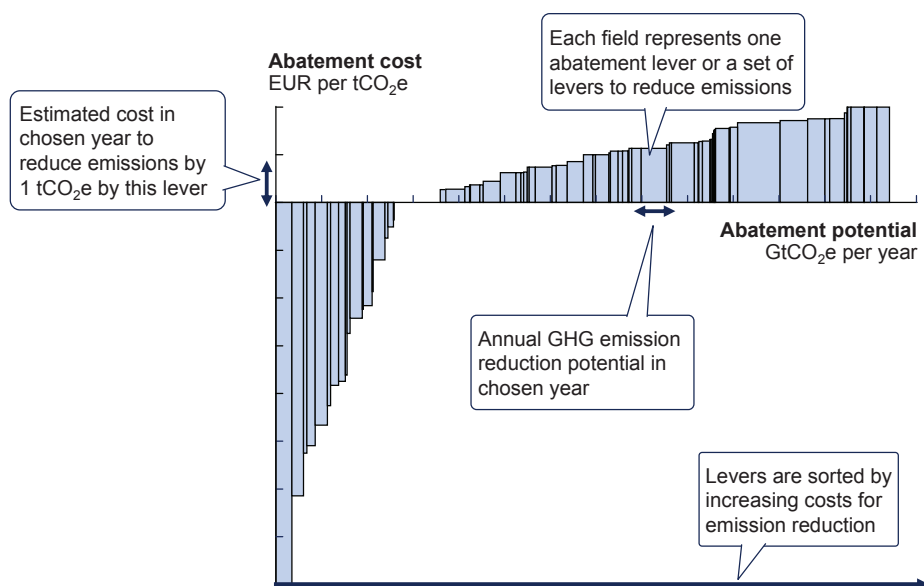 Abatement cost
EUR per tCO₂e
Each field represents one
abatement lever or a set of
levers to reduce emissions
Estimated cost in
chosen year to
reduce emissions by
1 tCO₂e by this lever
Abatement potential
GtCO₂e per year
Annual GHG emission
reduction potential in
chosen year
Levers are sorted by
increasing costs for
emission reduction